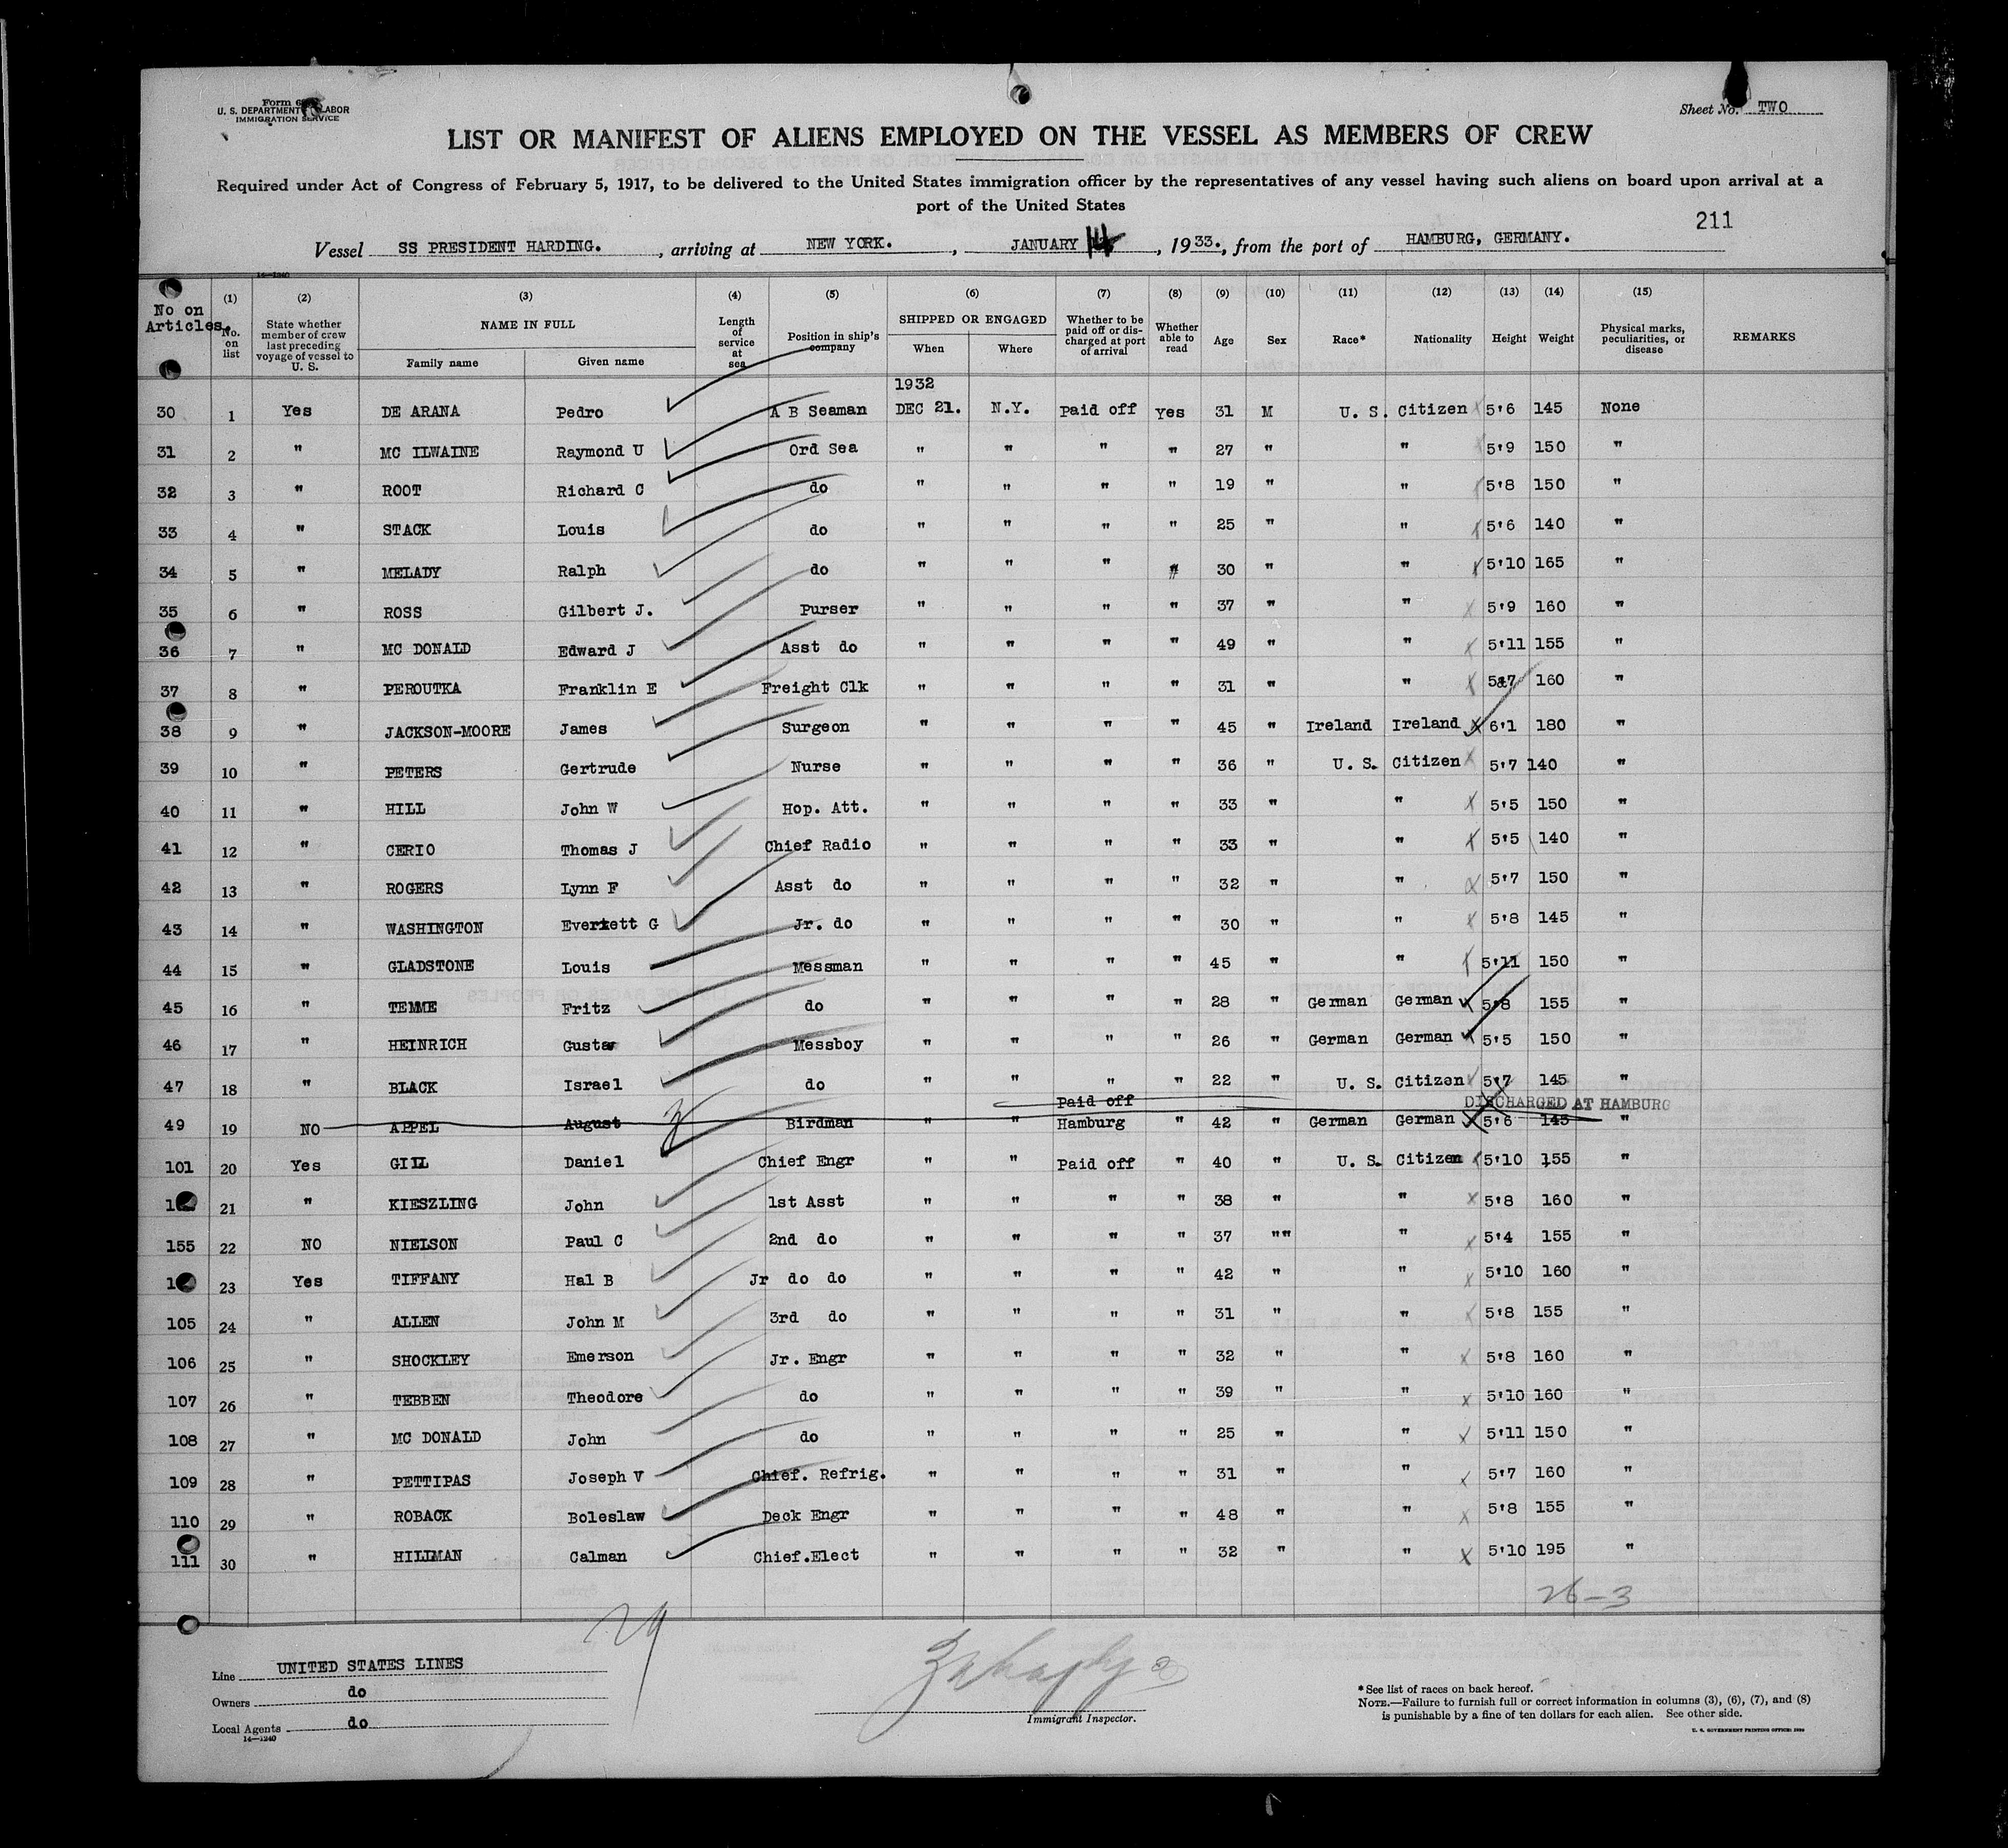 Form 6
U. S. DEPARTMENT LABOR
IMMIGRATION SERVICE
Sheet No. TWO
LIST OR MANIFEST OF ALIENS EMPLOYED ON THE VESSEL AS MEMBERS OF CREW
Required under Act of Congress of February 5, 1917, to be delivered to the United States immigration officer by the representatives of any vessel having such aliens on board upon arrival at a
port of the United States
211
Vessel SS PRESIDENT HARDING. , arriving at NEW YORK. , JANUARY 14 , 1933., from the port of HAMBURG, GERMANY.
14—1240
No on Articles. (1) No. on list (2) State whether member of crew last preceding voyage of vessel to U. S. (3) NAME IN FULL Family name Given name (4) Length of service at sea (5) Position in ship's company (6) SHIPPED OR ENGAGED When Where (7) Whether to be paid off or discharged at port of arrival (8) Whether able to read (9) Age (10) Sex (11) Race* (12) Nationality (13) Height (14) Weight (15) Physical marks, peculiarities, or disease REMARKS
1932
30 1 Yes DE ARANA Pedro A B Seaman DEC 21. N.Y. Paid off Yes 31 M U. S. Citizen 5'6 145 None
31 2 " MC ILWAINE Raymond U Ord Sea " " " " 27 " " 5'9 150 "
32 3 " ROOT Richard C do " " " " 19 " " 5'8 150 "
33 4 " STACK Louis do " " " " 25 " " 5'6 140 "
34 5 " MELADY Ralph do " " " " 30 " " 5'10 165 "
35 6 " ROSS Gilbert J. Purser " " " " 37 " " 5'9 160 "
36 7 " MC DONALD Edward J Asst do " " " " 49 " " 5'11 155 "
37 8 " PEROUTKA Franklin E Freight Clk " " " " 31 " " 5'7 160 "
38 9 " JACKSON-MOORE James Surgeon " " " " 45 " Ireland Ireland 6'1 180 "
39 10 " PETERS Gertrude Nurse " " " " 36 " U. S. Citizen 5'7 140 "
40 11 " HILL John W Hop. Att. " " " " 33 " " 5'5 150 "
41 12 " CERIO Thomas J Chief Radio " " " " 33 " " 5'5 140 "
42 13 " ROGERS Lynn F Asst do " " " " 32 " " 5'7 150 "
43 14 " WASHINGTON Everett G Jr. do " " " " 30 " " 5'8 145 "
44 15 " GLADSTONE Louis Messman " " " " 45 " " 5'11 150 "
45 16 " TEMME Fritz do " " " " 28 " German German 5'8 155 "
46 17 " HEINRICH Gustav Messboy " " " " 26 " German German 5'5 150 "
47 18 " BLACK Israel do " " " " 22 " U. S. Citizen 5'7 145 "
Paid off DISCHARGED AT HAMBURG
49 19 NO APPEL August Birdman " " Hamburg " 42 " German German 5'6 145 "
101 20 Yes GILL Daniel Chief Engr " " Paid off " 40 " U. S. Citizen 5'10 155 "
1 21 " KIESZLING John 1st Asst " " " " 38 " " 5'8 160 "
155 22 NO NIELSON Paul C 2nd do " " " " 37 "" " 5'4 155 "
1 23 Yes TIFFANY Hal B Jr do do " " " " 42 " " 5'10 160 "
105 24 " ALLEN John M 3rd do " " " " 31 " " 5'8 155 "
106 25 " SHOCKLEY Emerson Jr. Engr " " " " 32 " " 5'8 160 "
107 26 " TEBBEN Theodore do " " " " 39 " " 5'10 160 "
108 27 " MC DONALD John do " " " " 25 " " 5'11 150 "
109 28 " PETTIPAS Joseph V Chief. Refrig. " " " " 31 " " 5'7 160 "
110 29 " ROBACK Boleslaw Deck Engr " " " " 48 " " 5'8 155 "
111 30 " HILLMAN Calman Chief.Elect " " " " 32 " " 5'10 195 "
26-3
Line UNITED STATES LINES
Owners do
Local Agents do
14—1240
Immigrant Inspector.
* See list of races on back hereof.
NOTE.—Failure to furnish full or correct information in columns (3), (6), (7), and (8)
is punishable by a fine of ten dollars for each alien. See other side.
U. S. GOVERNMENT PRINTING OFFICE: